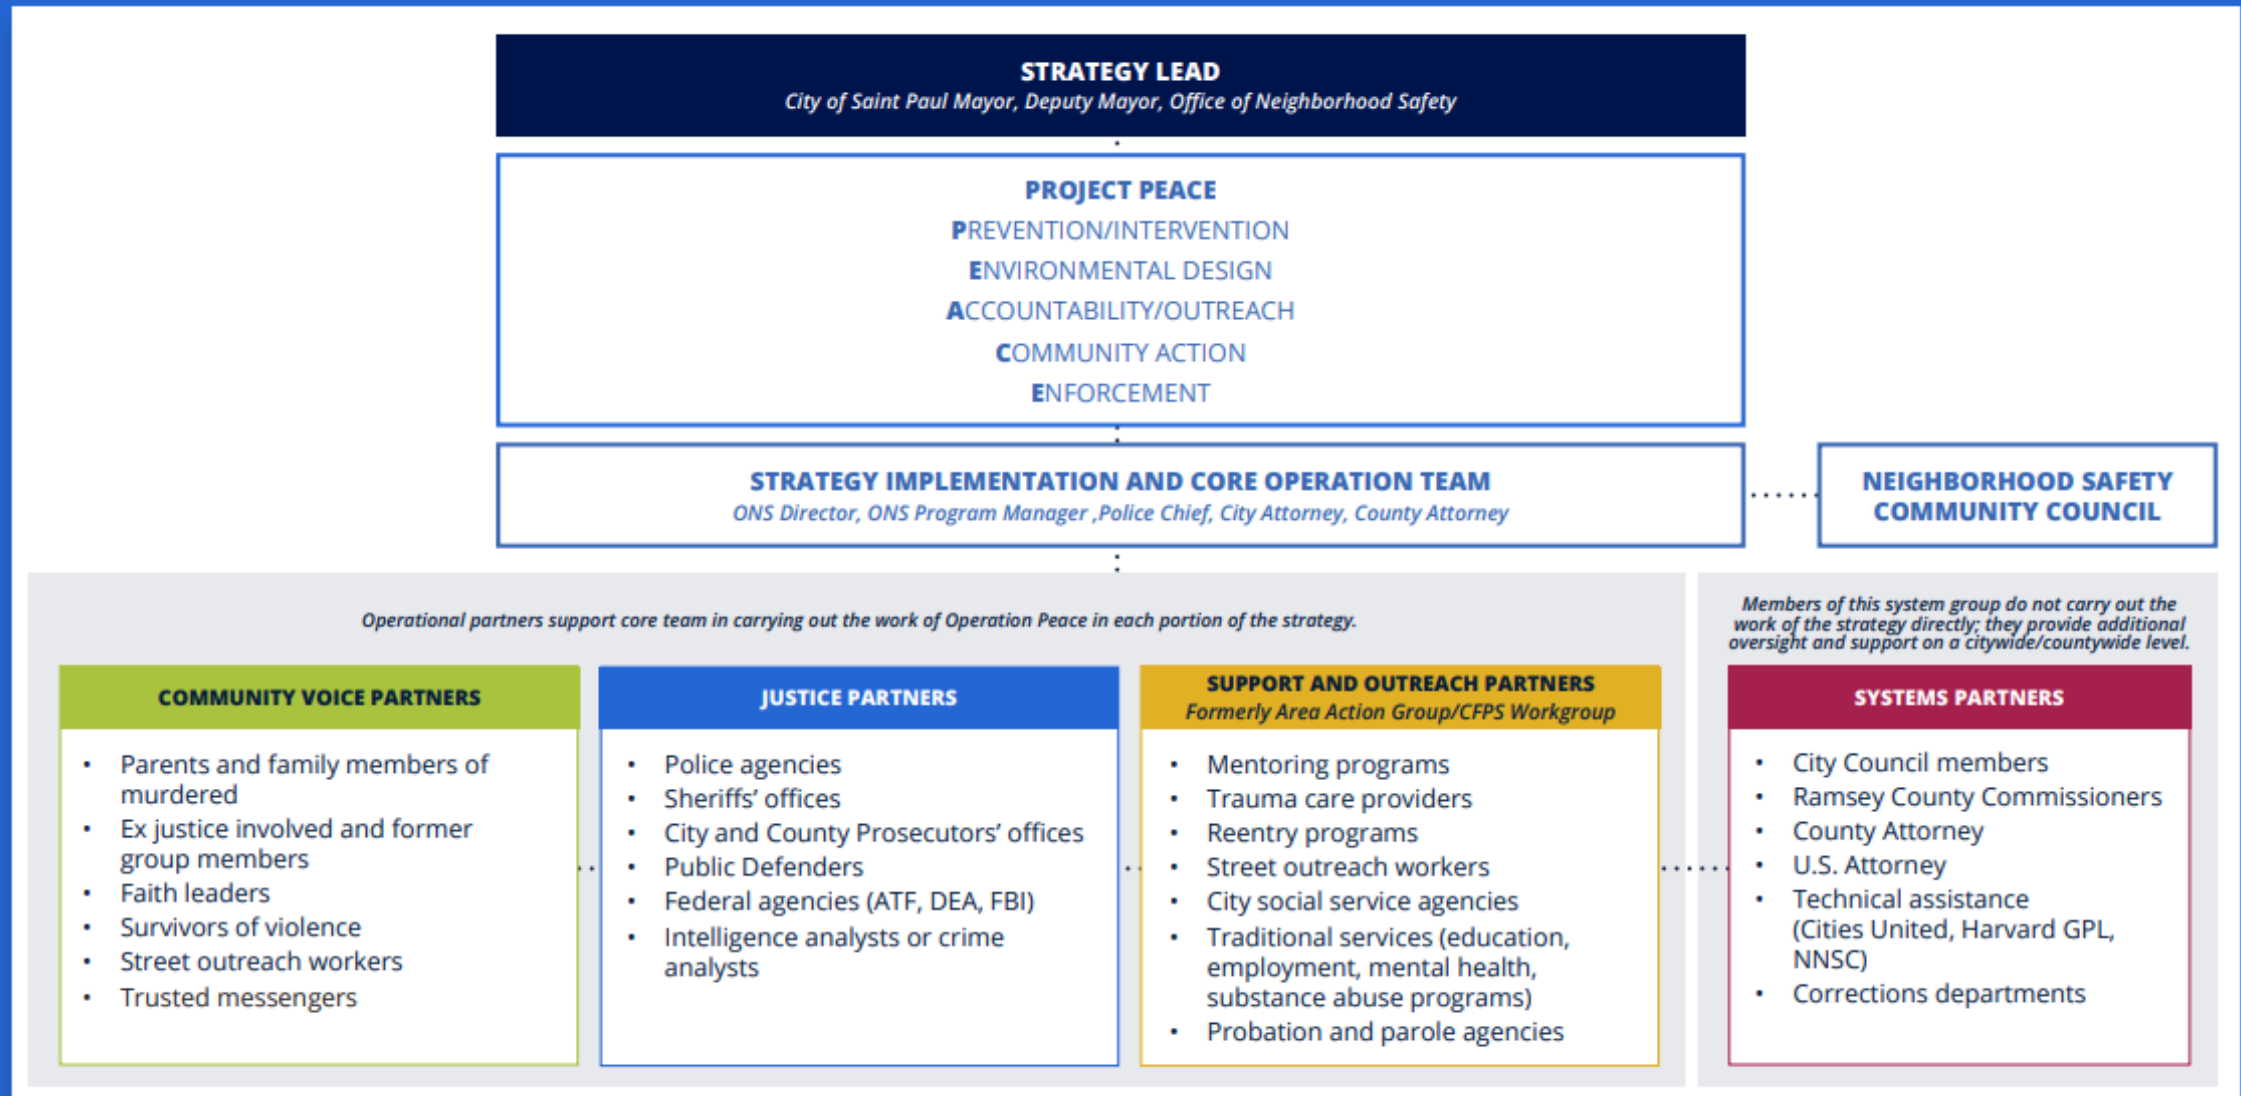 STRATEGY LEAD
City of Saint Paul Mayor, Deputy Mayor, Office of Neighborhood Safety
PROJECT PEACE
PREVENTION/INTERVENTION
ENVIRONMENTAL DESIGN
ACCOUNTABILITY/OUTREACH
COMMUNITY ACTION
ENFORCEMENT
STRATEGY IMPLEMENTATION AND CORE OPERATION TEAM
ONS Director, ONS Program Manager ,Police Chief, City Attorney, County Attorney
NEIGHBORHOOD SAFETY
COMMUNITY COUNCIL
Operational partners support core team in carrying out the work of Operation Peace in each portion of the strategy.
COMMUNITY VOICE PARTNERS
• Parents and family members of
murdered
• Ex justice involved and former
group members
• Faith leaders
• Survivors of violence
• Street outreach workers
• Trusted messengers
JUSTICE PARTNERS
• Police agencies
• Sheriffs’ offices
• City and County Prosecutors’ offices
• Public Defenders
• Federal agencies (ATF, DEA, FBI)
• Intelligence analysts or crime
analysts
SUPPORT AND OUTREACH PARTNERS
Formerly Area Action Group/CFPS Workgroup
• Mentoring programs
• Trauma care providers
• Reentry programs
• Street outreach workers
• City social service agencies
• Traditional services (education,
employment, mental health,
substance abuse programs)
• Probation and parole agencies
Members of this system group do not carry out the
work of the strategy directly; they provide additional
oversight and support on a citywide/countywide level.
SYSTEMS PARTNERS
• City Council members
• Ramsey County Commissioners
• County Attorney
• U.S. Attorney
• Technical assistance
(Cities United, Harvard GPL,
NNSC)
• Corrections departments